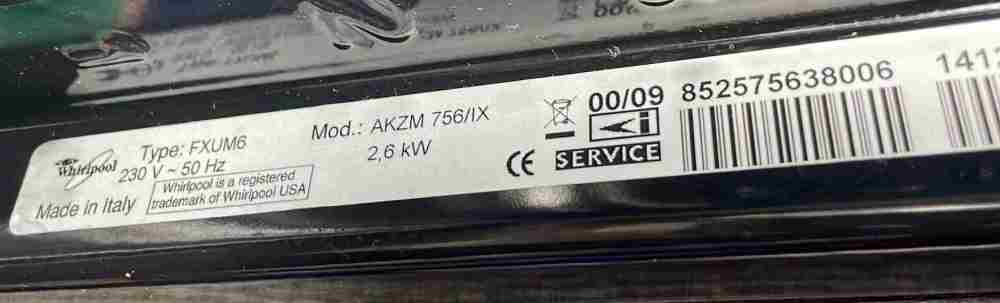 Whirlpool
Type: FXUM6
230 V ~ 50 Hz
Made in Italy
Whirlpool is a registered
trademark of Whirlpool USA
Mod.: AKZM 756/IX
2,6 kW
CE
00/09
SERVICE
852575638006